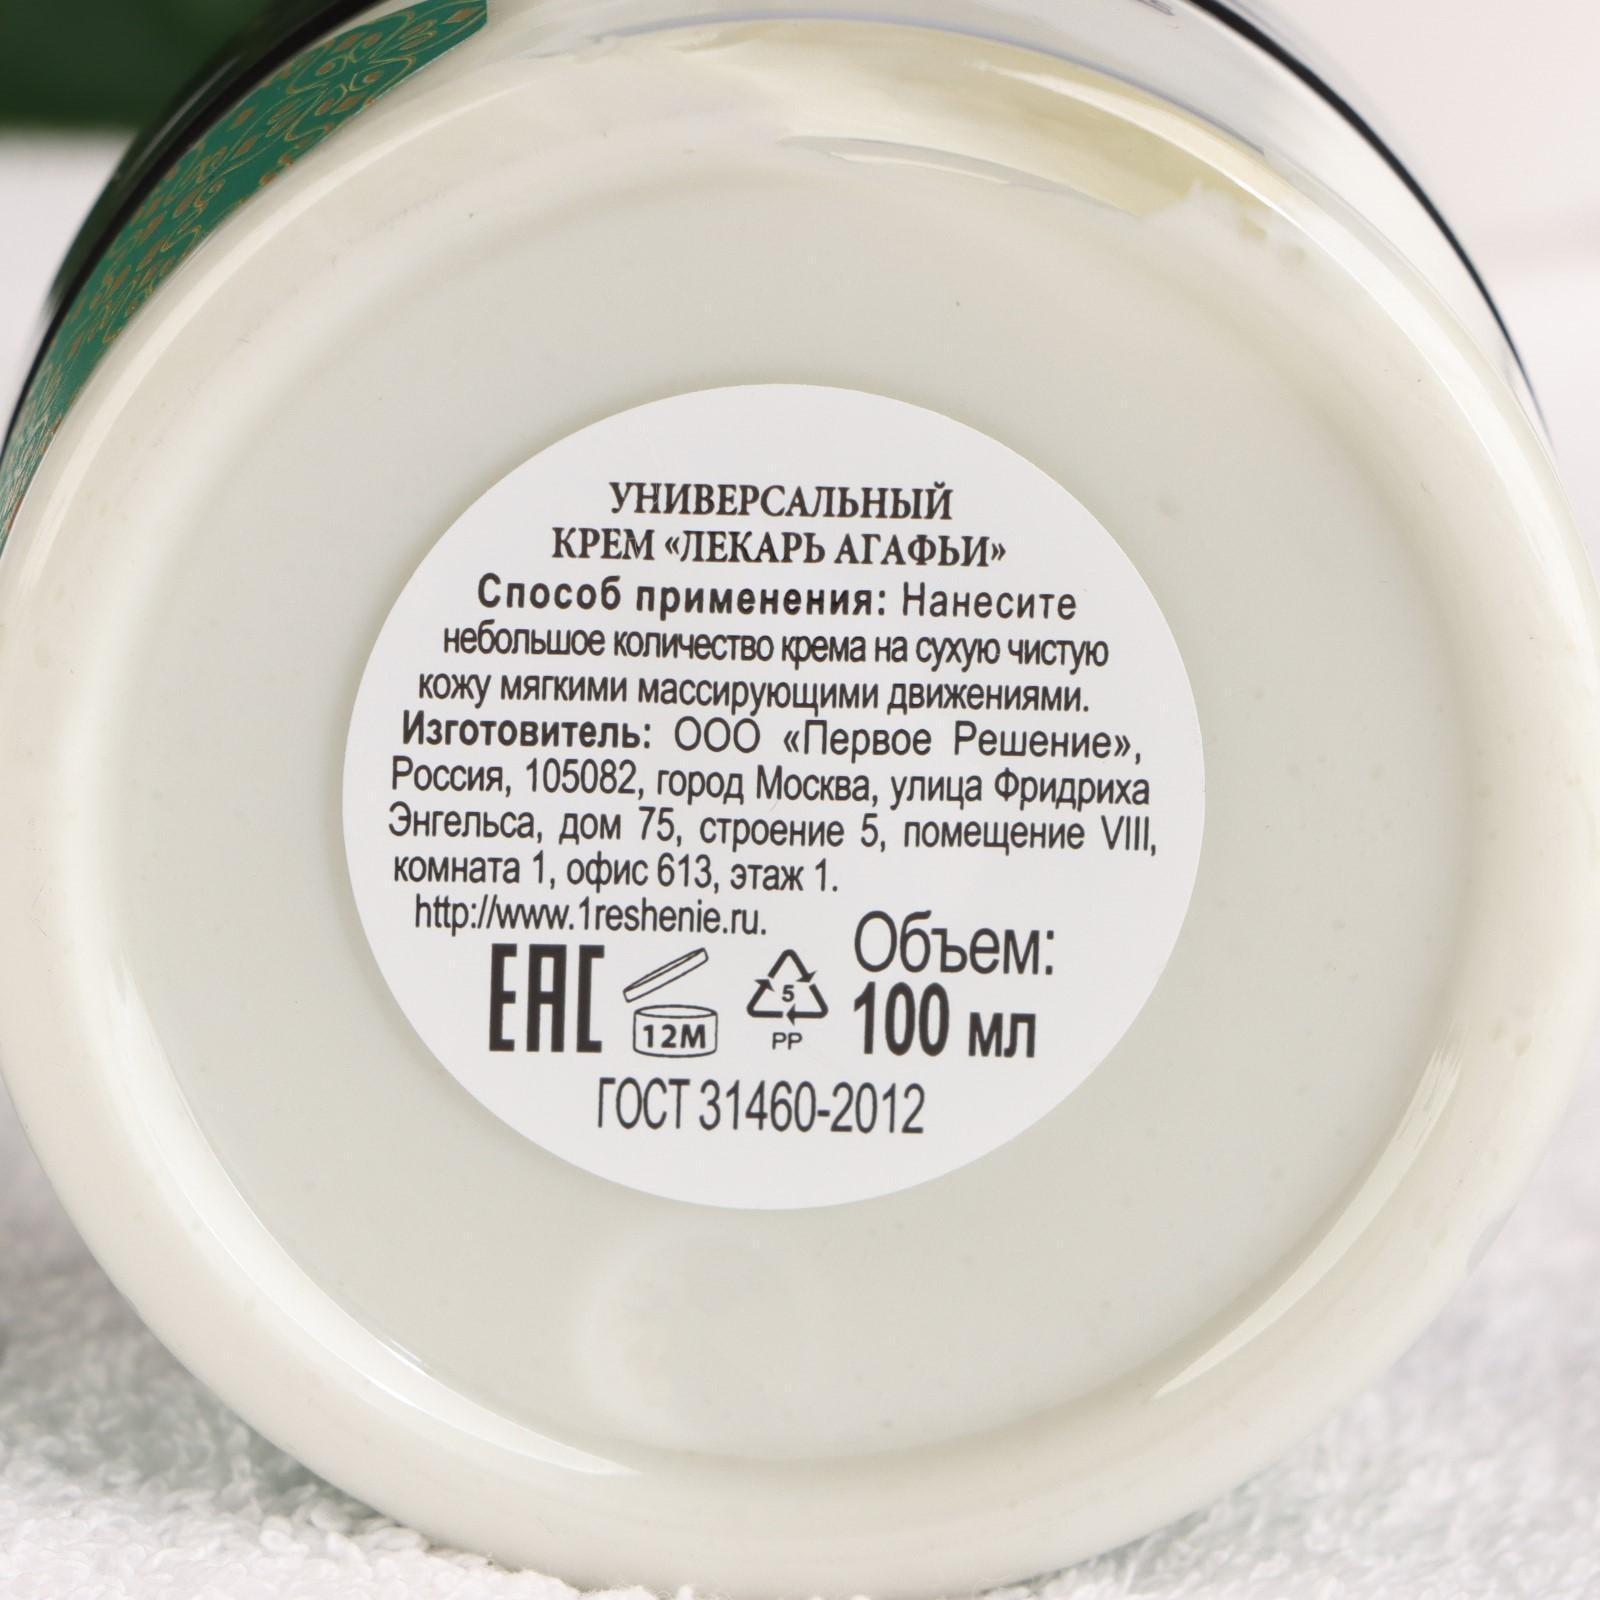 УНИВЕРСАЛЬНЫЙ
КРЕМ «ЛЕКАРЬ АГАФЬИ»
Способ применения: Нанесите
небольшое количество крема на сухую чистую
кожу мягкими массирующими движениями.
Изготовитель: ООО «Первое Решение»,
Россия, 105082, город Москва, улица Фридриха
Энгельса, дом 75, строение 5, помещение VIII,
комната 1, офис 613, этаж 1.
http://www.1reshenie.ru.
EAC 12M 5 PP Объем:
100 мл
ГОСТ 31460-2012